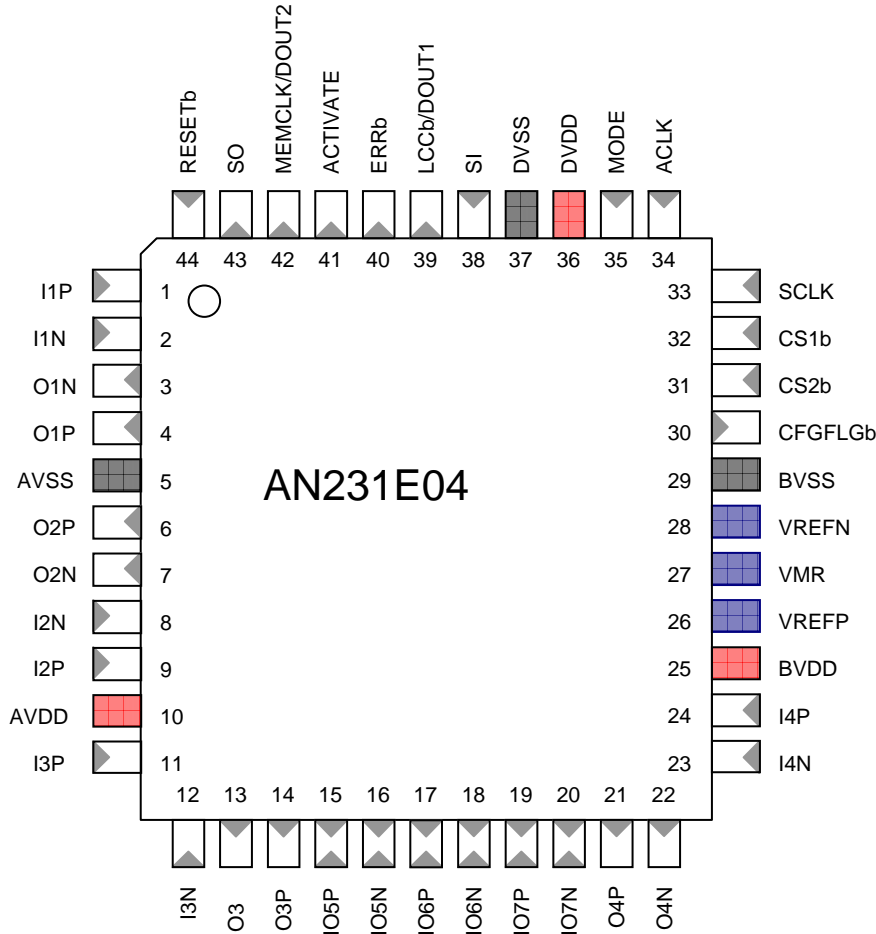 RESETb
SO
MEMCLK/DOUT2
ACTIVATE
ERRb
LCCb/DOUT1
SI
DVSS
DVDD
MODE
ACLK
44 43 42 41 40 39 38 37 36 35 34
I1P 1
I1N 2
O1N 3
O1P 4
AVSS 5
O2P 6
O2N 7
I2N 8
I2P 9
AVDD 10
I3P 11
AN231E04
33 SCLK
32 CS1b
31 CS2b
30 CFGFLGb
29 BVSS
28 VREFN
27 VMR
26 VREFP
25 BVDD
24 I4P
23 I4N
12 13 14 15 16 17 18 19 20 21 22
I3N
O3
O3P
IO5P
IO5N
IO6P
IO6N
IO7P
IO7N
O4P
O4N